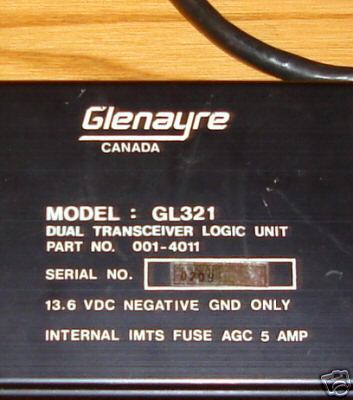 Glenayre
CANADA
MODEL : GL321
DUAL TRANSCEIVER LOGIC UNIT
PART NO. 001-4011
SERIAL NO.
13.6 VDC NEGATIVE GND ONLY
INTERNAL IMTS FUSE AGC 5 AMP